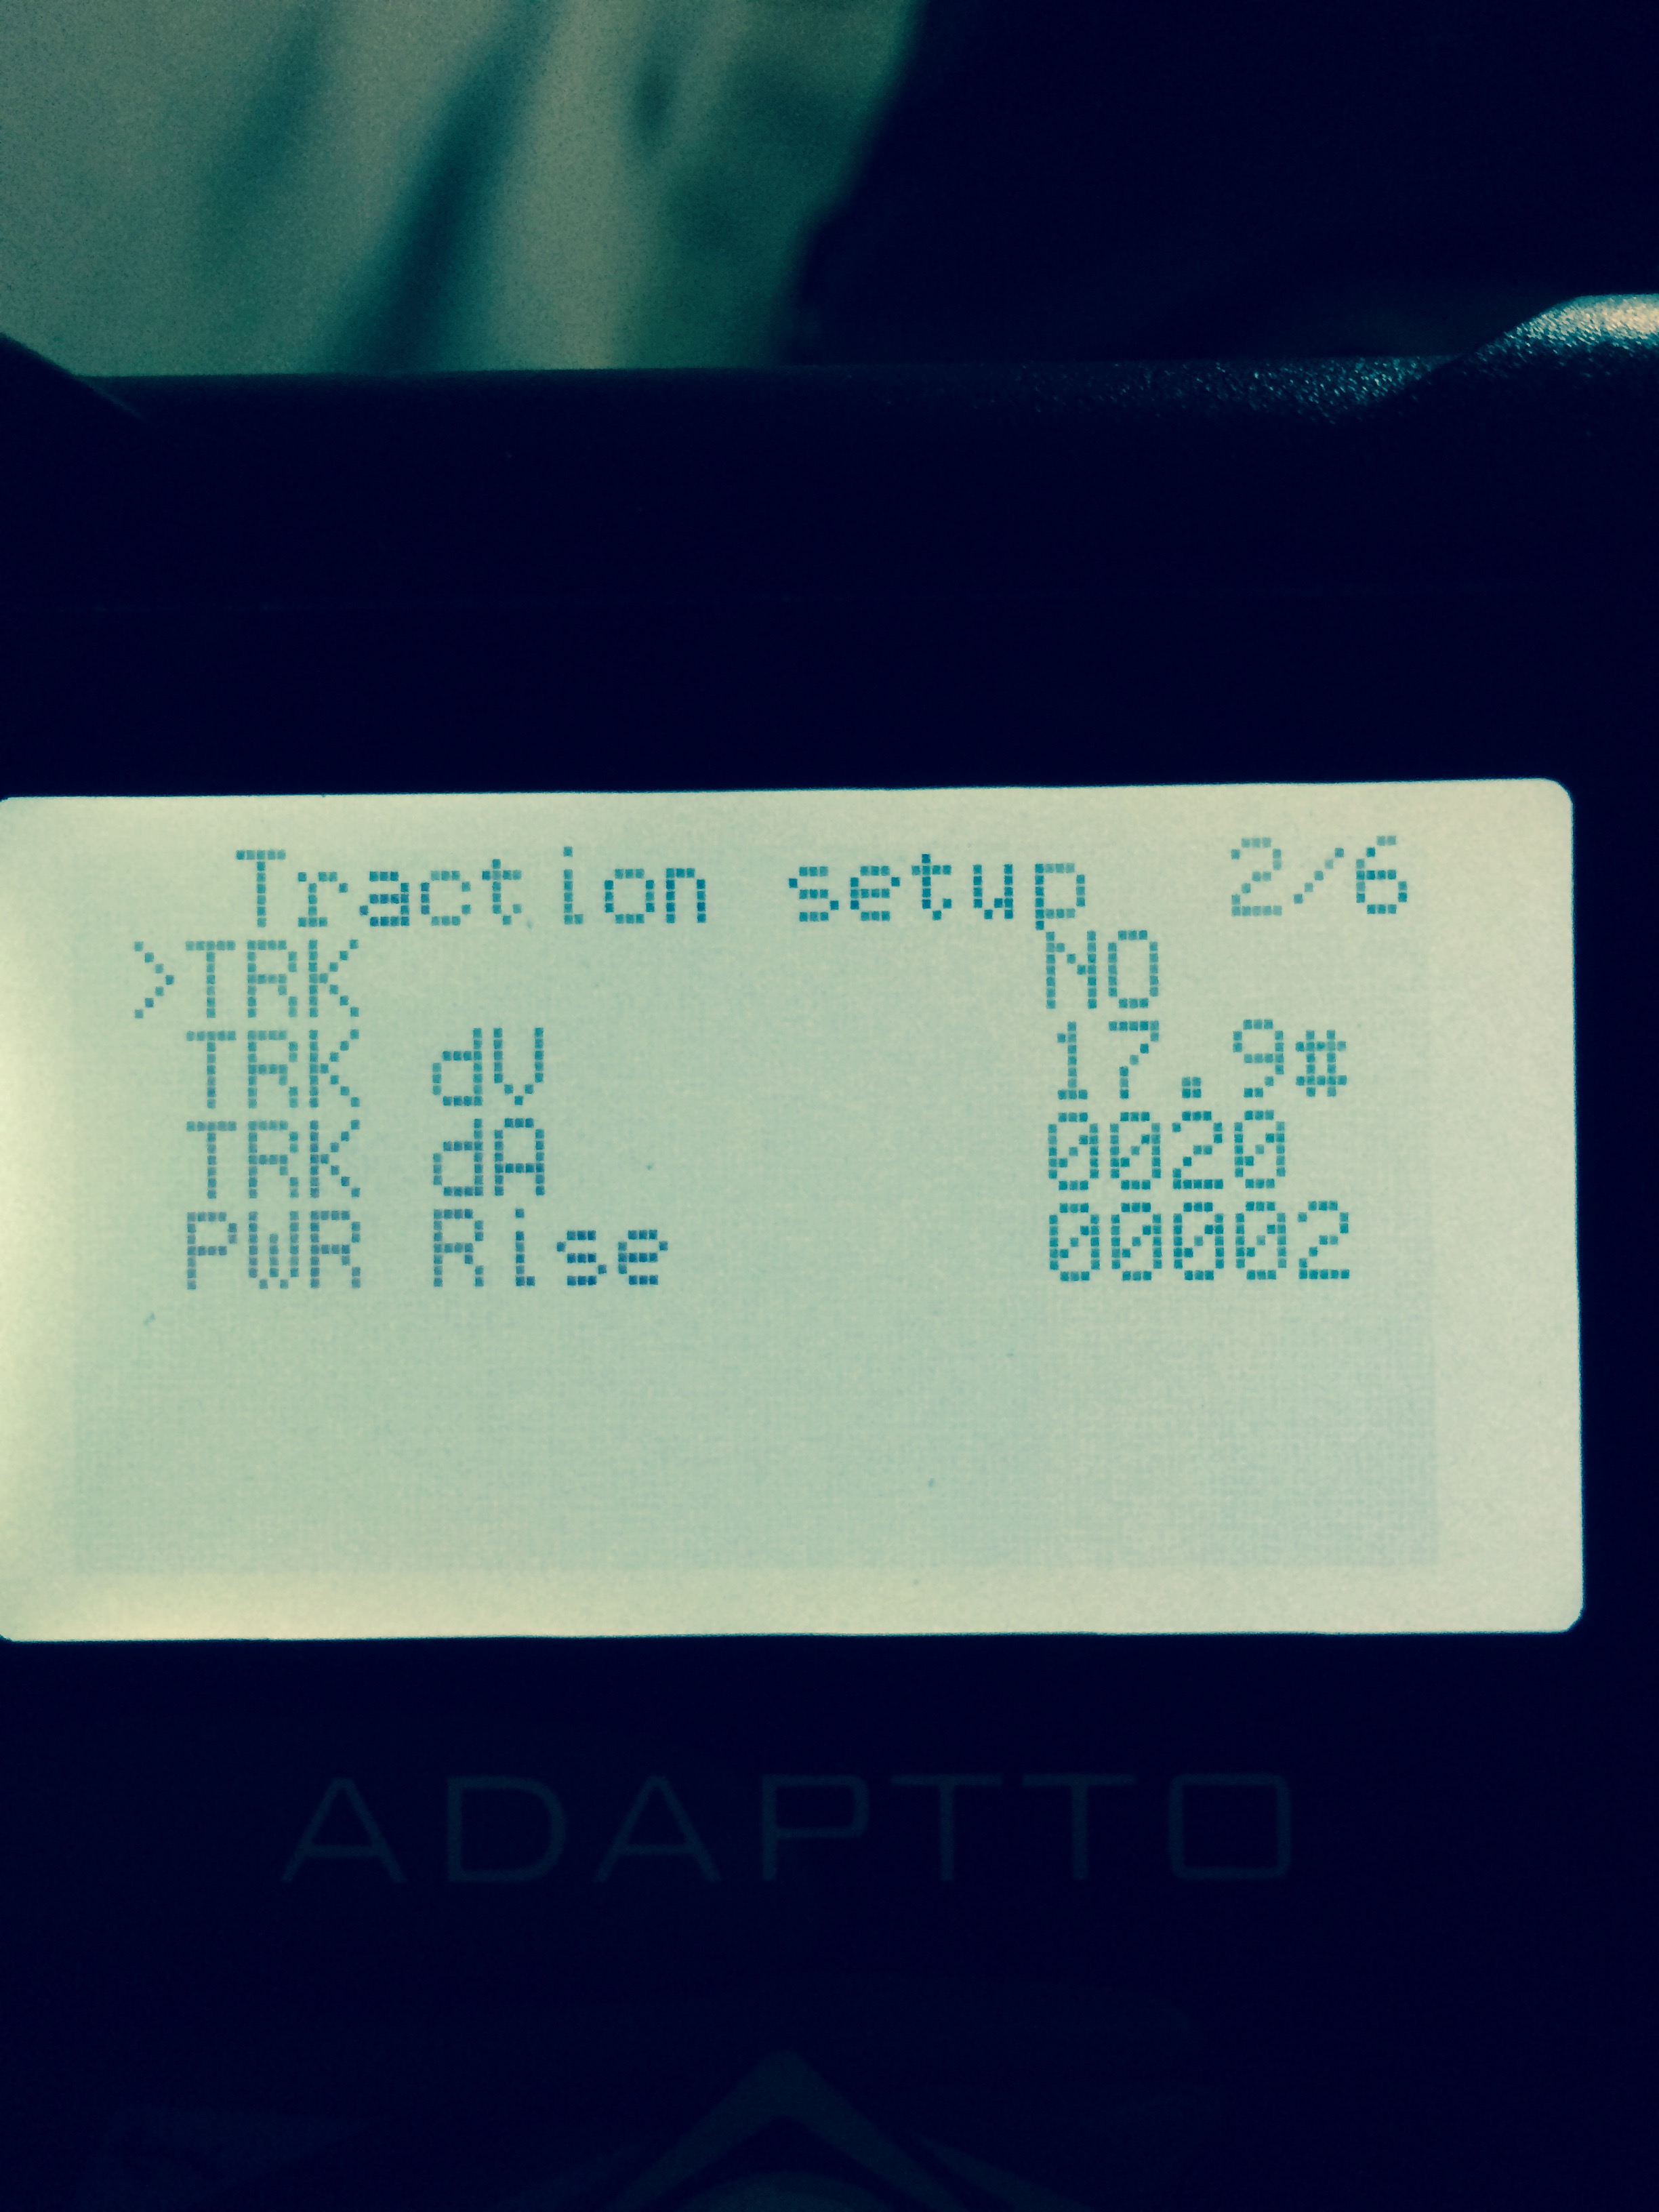 Traction setup 2/6
>TRK NO
TRK dV 17.9#
TRK dA 0020
PWR Rise 00002
ADAPTTO